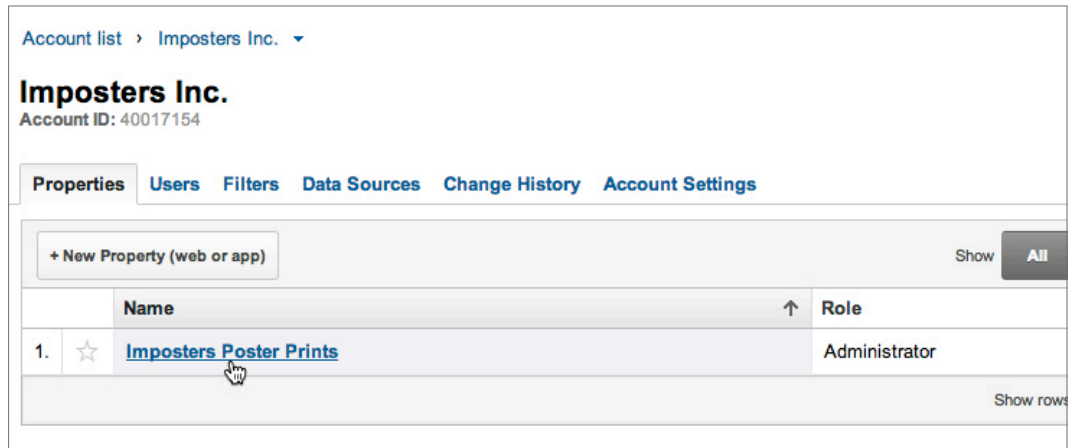 Account list › Imposters Inc.
Imposters Inc.
Account ID: 40017154
Properties Users Filters Data Sources Change History Account Settings
+ New Property (web or app) Show All
Name Role
1. Imposters Poster Prints Administrator
Show rows